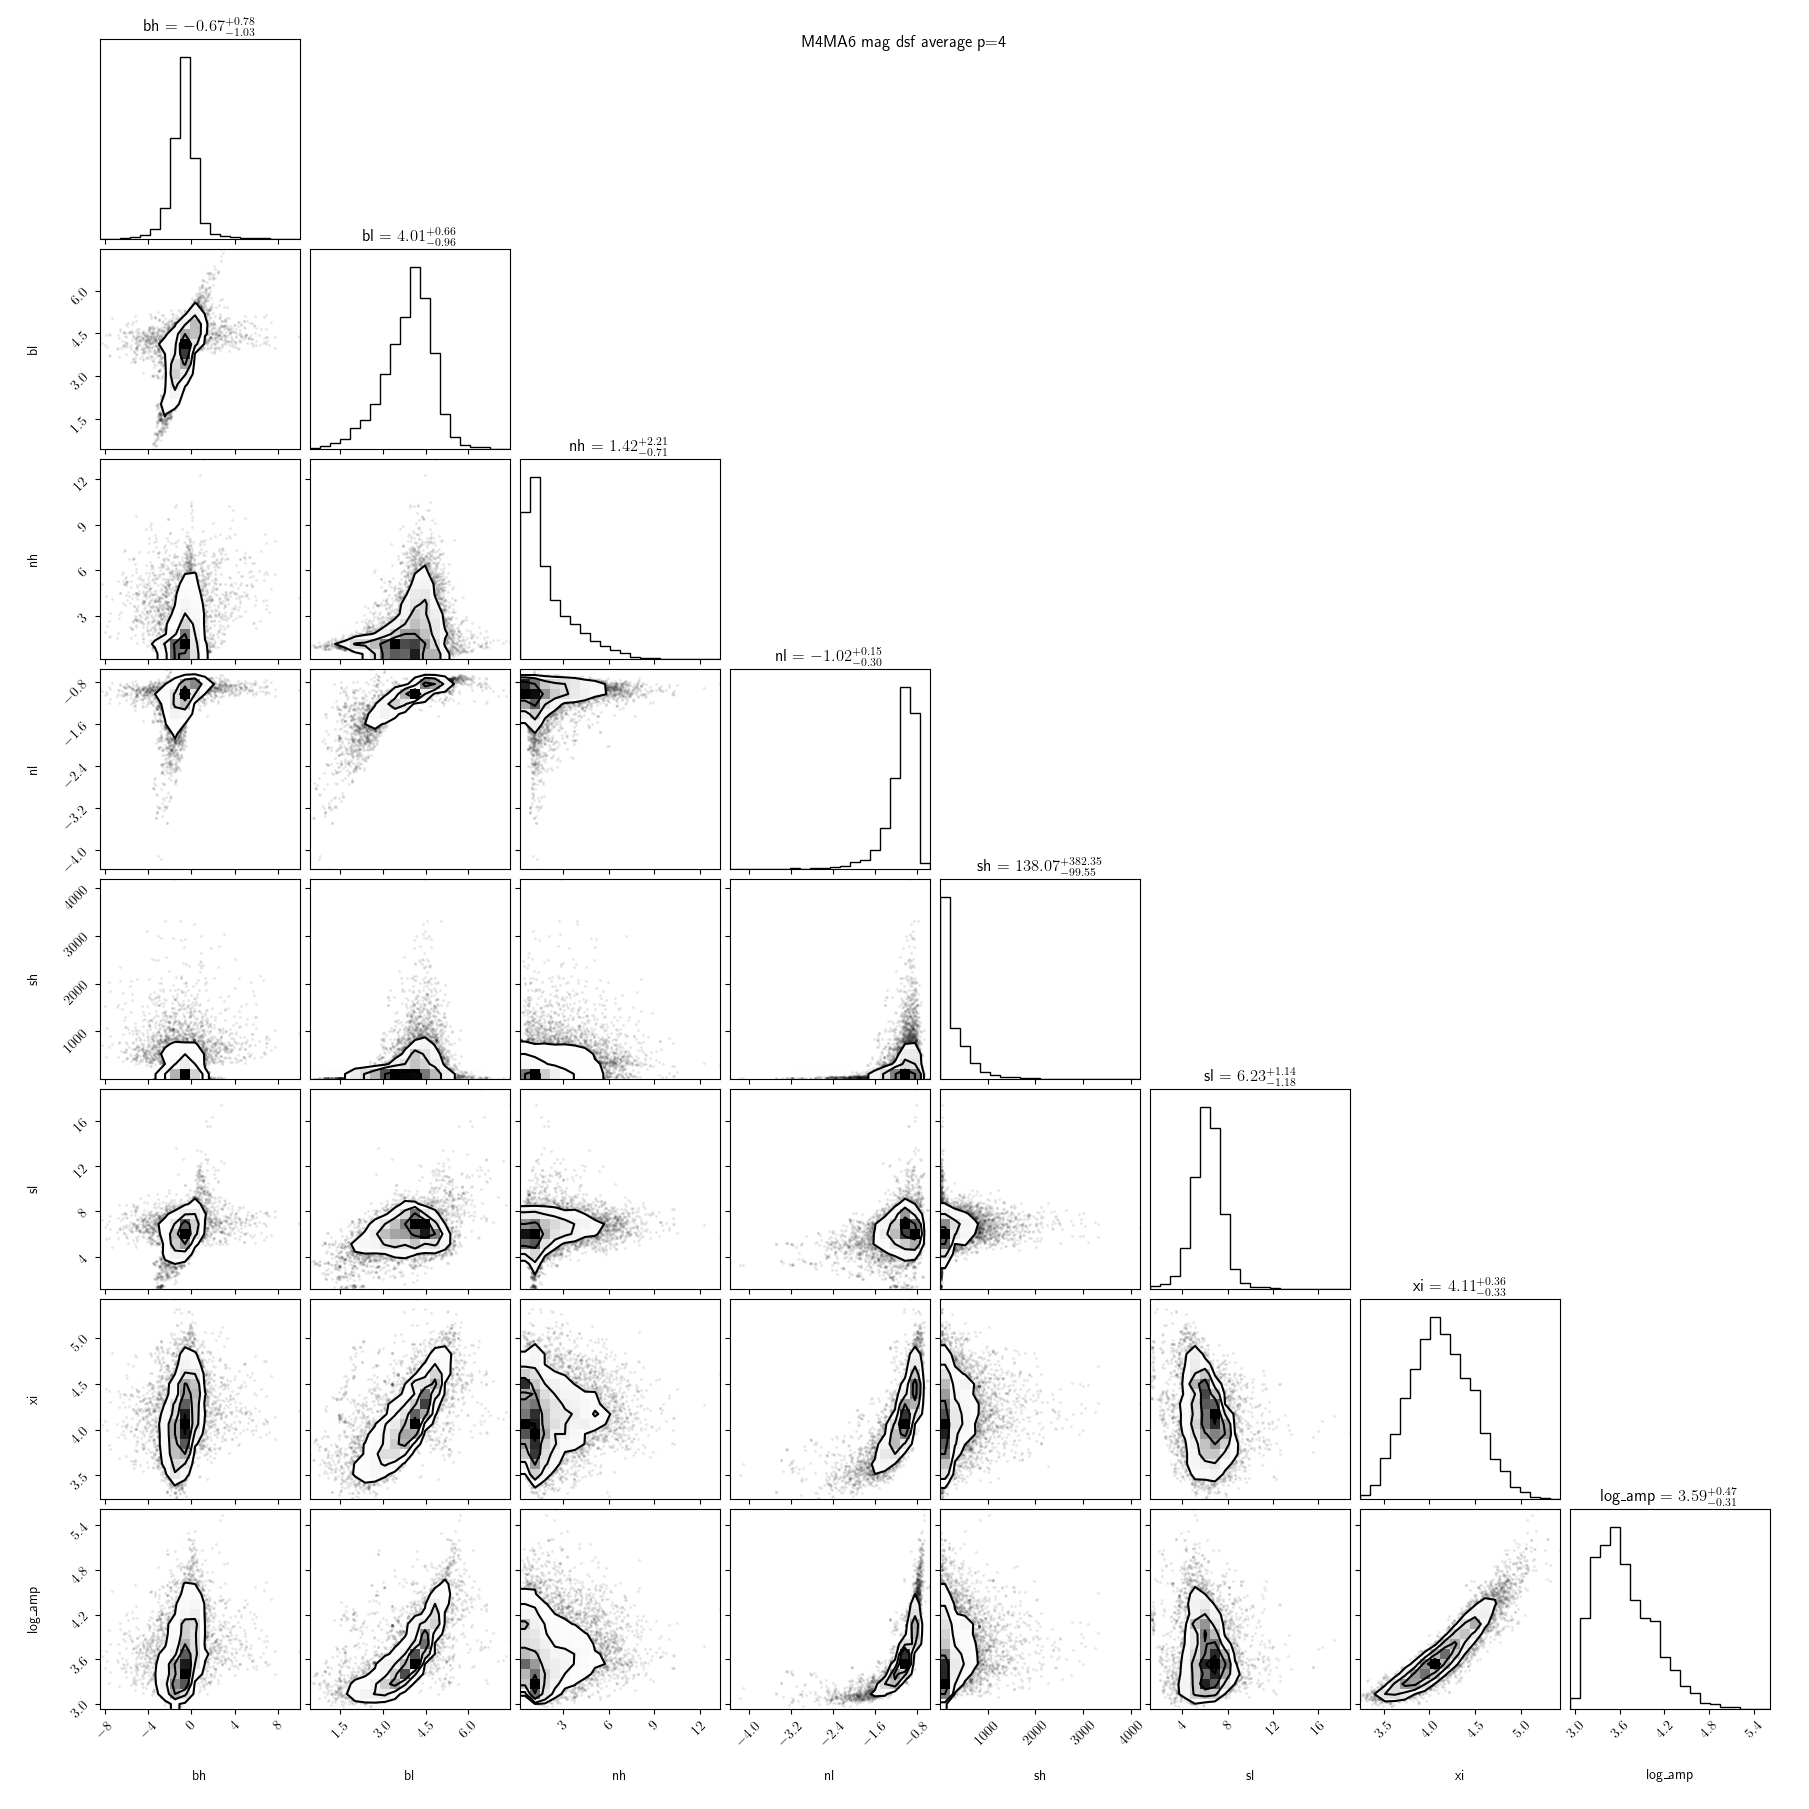 M4MA6 mag dsf average p=4
bh = −0.67 +0.78 −1.03
bl = 4.01 +0.66 −0.96
6.0
4.5
3.0
1.5
bl
nh = 1.42 +2.21 −0.71
12
9
6
3
nh
nl = −1.02 +0.15 −0.30
−0.8
−1.6
−2.4
−3.2
−4.0
nl
sh = 138.07 +382.35 −99.55
4000
3000
2000
1000
sh
sl = 6.23 +1.14 −1.18
16
12
8
4
sl
xi = 4.11 +0.36 −0.33
5.0
4.5
4.0
3.5
xi
log_amp = 3.59 +0.47 −0.31
5.4
4.8
4.2
3.6
3.0
log_amp
−8 −4 0 4 8 1.5 3.0 4.5 6.0 3 6 9 12 −4.0 −3.2 −2.4 −1.6 −0.8 1000 2000 3000 4000 4 8 12 16 3.5 4.0 4.5 5.0 3.0 3.6 4.2 4.8 5.4
bh bl nh nl sh sl xi log_amp